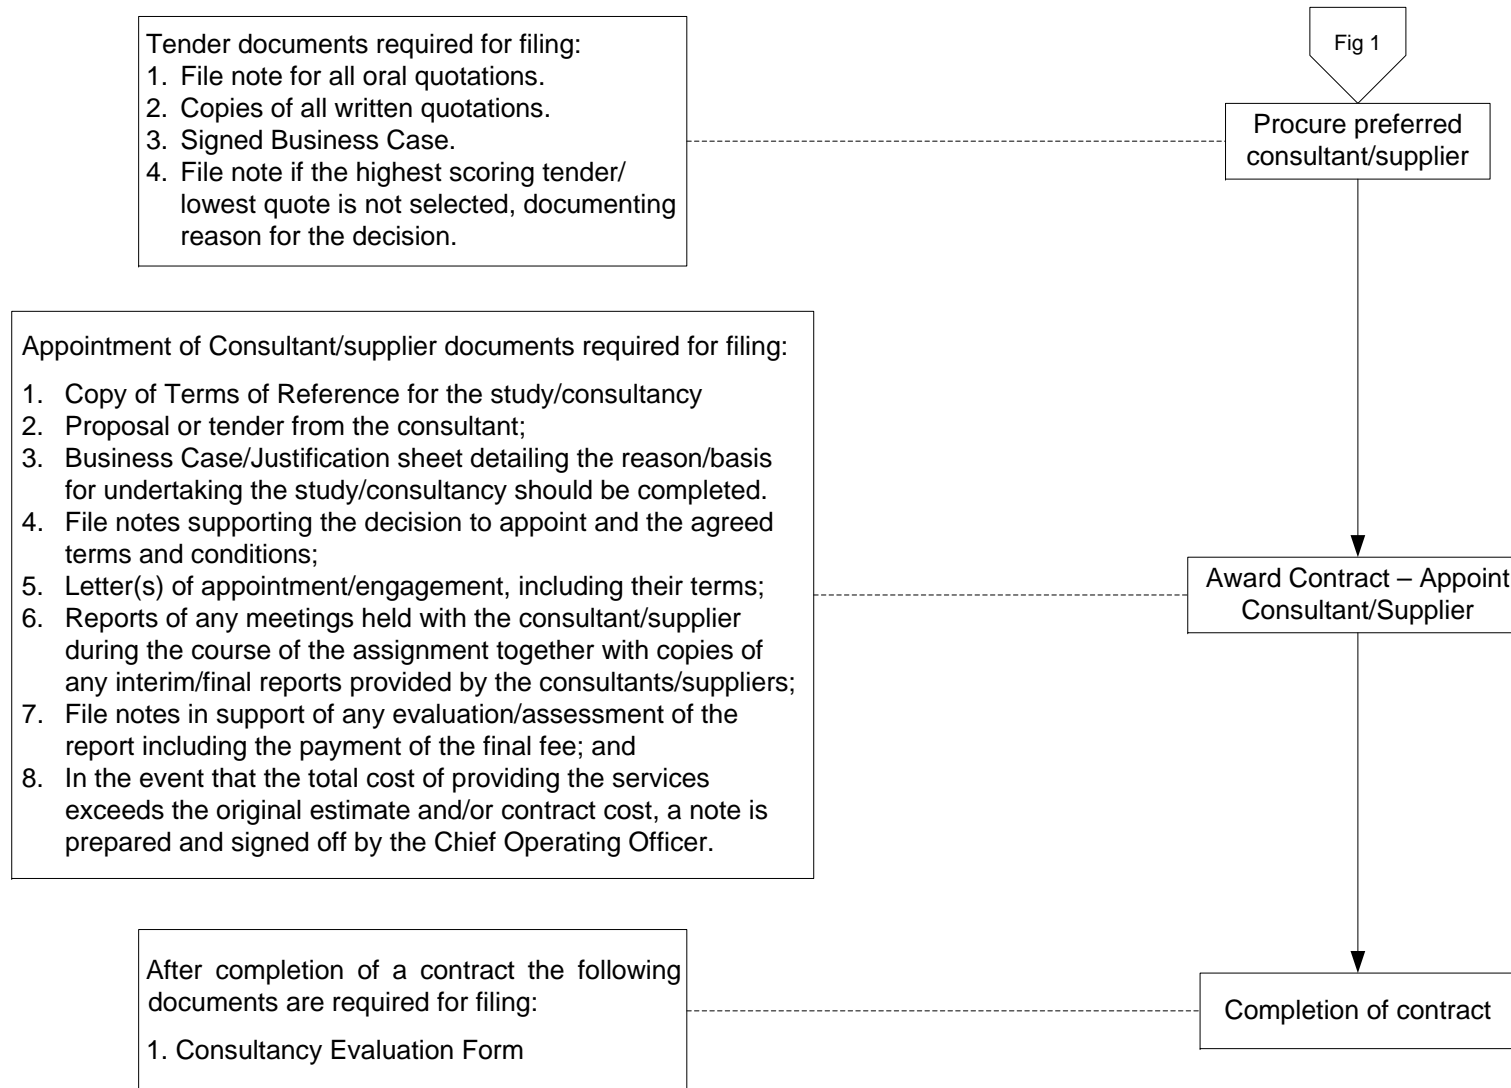 Fig 1
Procure preferred
consultant/supplier
Tender documents required for filing:
1. File note for all oral quotations.
2. Copies of all written quotations.
3. Signed Business Case.
4. File note if the highest scoring tender/
lowest quote is not selected, documenting
reason for the decision.
Appointment of Consultant/supplier documents required for filing:
1. Copy of Terms of Reference for the study/consultancy
2. Proposal or tender from the consultant;
3. Business Case/Justification sheet detailing the reason/basis
for undertaking the study/consultancy should be completed.
4. File notes supporting the decision to appoint and the agreed
terms and conditions;
5. Letter(s) of appointment/engagement, including their terms;
6. Reports of any meetings held with the consultant/supplier
during the course of the assignment together with copies of
any interim/final reports provided by the consultants/suppliers;
7. File notes in support of any evaluation/assessment of the
report including the payment of the final fee; and
8. In the event that the total cost of providing the services
exceeds the original estimate and/or contract cost, a note is
prepared and signed off by the Chief Operating Officer.
Award Contract – Appoint
Consultant/Supplier
After completion of a contract the following
documents are required for filing:
1. Consultancy Evaluation Form
Completion of contract